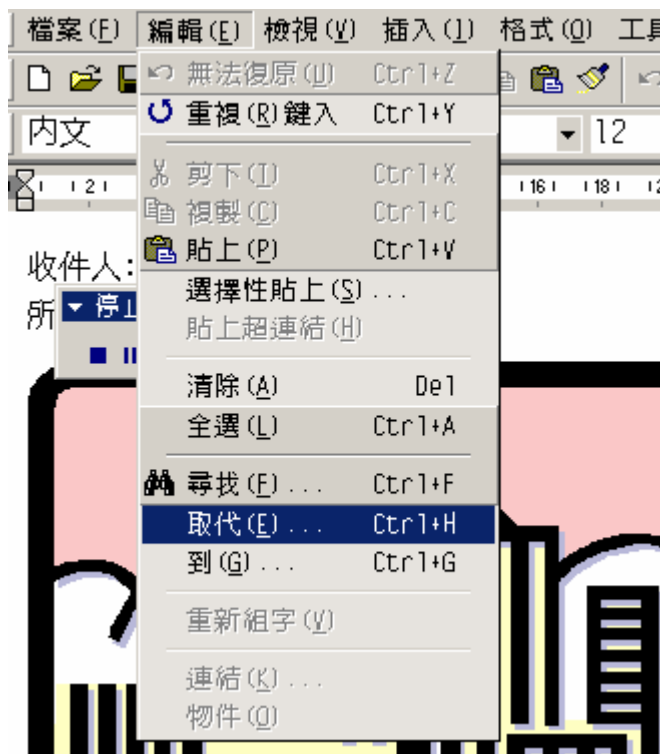 檔案(F) 編輯(E) 檢視(V) 插入(I) 格式(O) 工具
無法復原(U) Ctrl+Z
重複(R)鍵入 Ctrl+Y
內文 12
剪下(T) Ctrl+X
2 16 18
複製(C) Ctrl+C
貼上(P) Ctrl+V
收件人:
選擇性貼上(S)...
所
停止
貼上超連結(H)
清除(A) Del
全選(L) Ctrl+A
尋找(F)... Ctrl+F
取代(E)... Ctrl+H
到(G)... Ctrl+G
重新組字(V)
連結(K)...
物件(O)